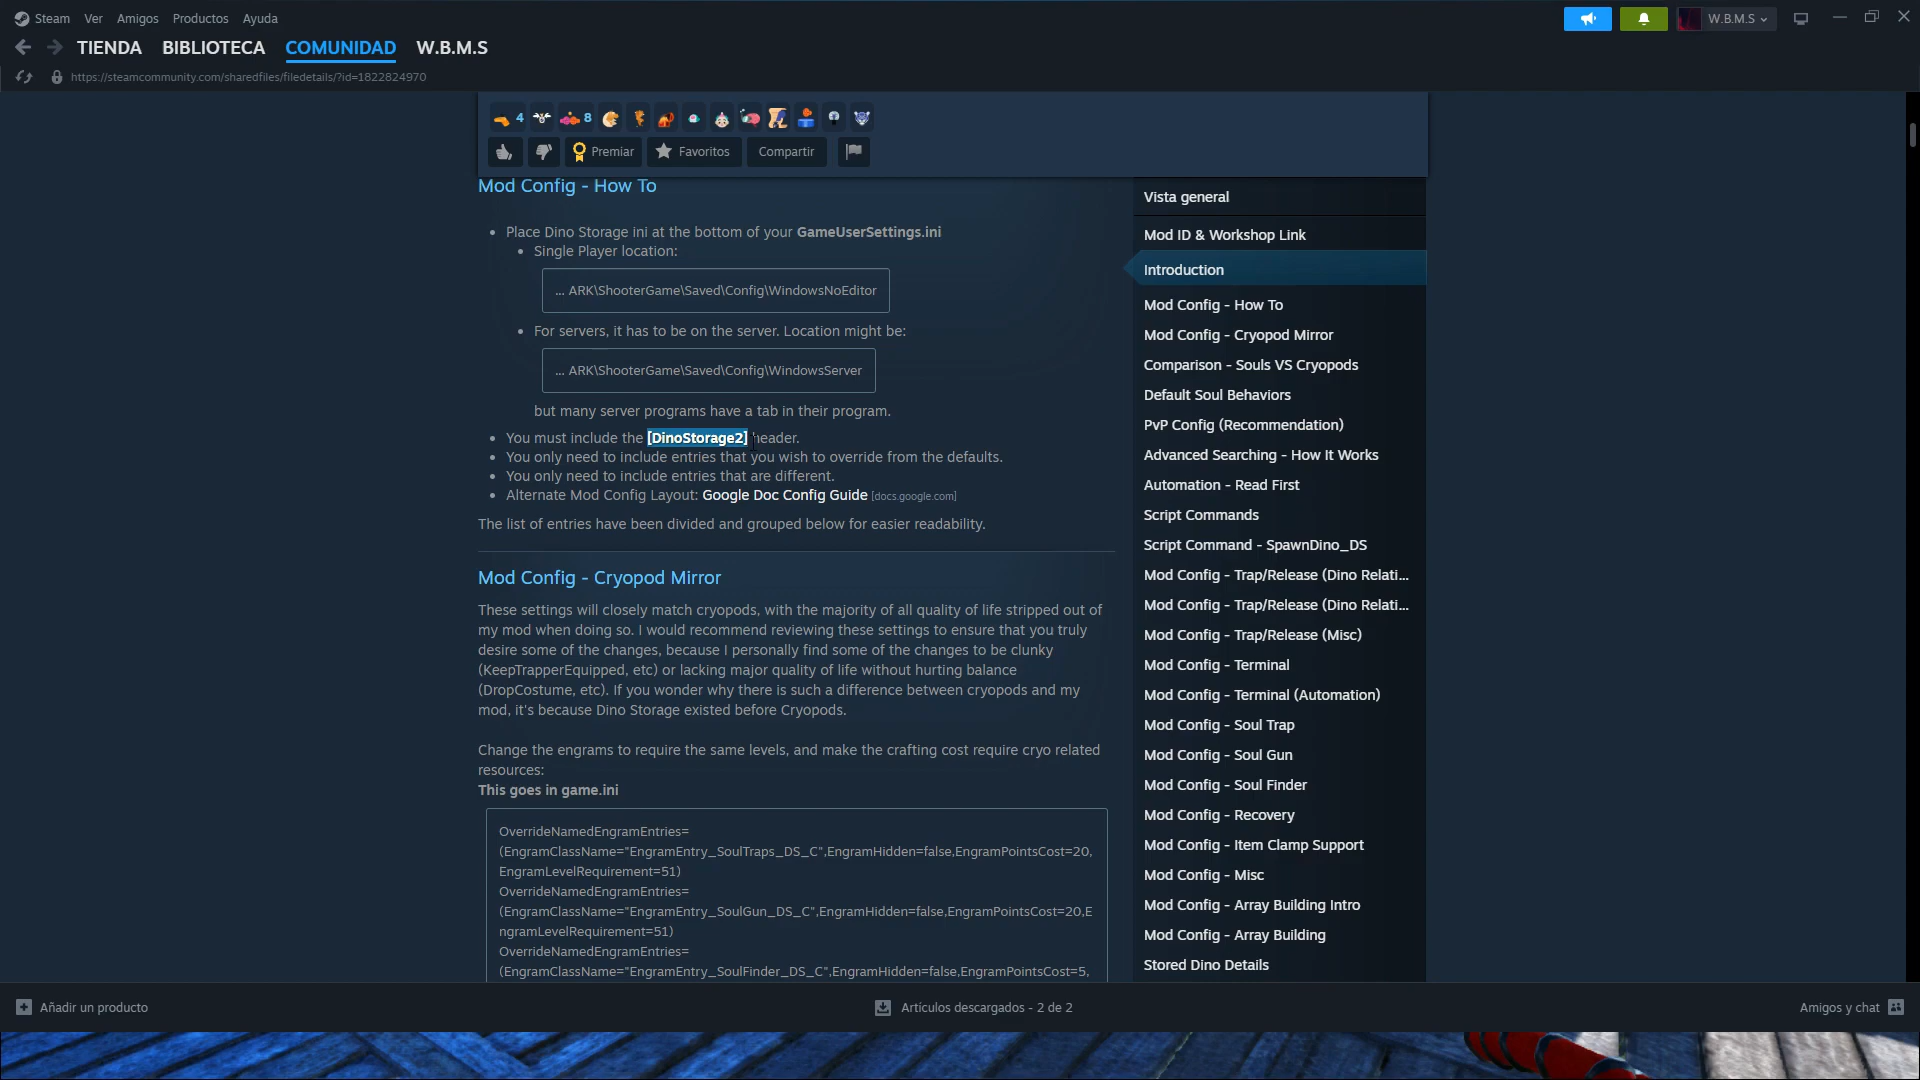 Steam Ver Amigos Productos Ayuda W.B.M.S
TIENDA BIBLIOTECA COMUNIDAD W.B.M.S
https://steamcommunity.com/sharedfiles/filedetails/?id=1822824970
4 8
Premiar Favoritos Compartir
Mod Config - How To
Place Dino Storage ini at the bottom of your GameUserSettings.ini
Single Player location:
... ARK\ShooterGame\Saved\Config\WindowsNoEditor
For servers, it has to be on the server. Location might be:
... ARK\ShooterGame\Saved\Config\WindowsServer
but many server programs have a tab in their program.
You must include the [DinoStorage2] header.
You only need to include entries that you wish to override from the defaults.
You only need to include entries that are different.
Alternate Mod Config Layout: Google Doc Config Guide [docs.google.com]
The list of entries have been divided and grouped below for easier readability.
Mod Config - Cryopod Mirror
These settings will closely match cryopods, with the majority of all quality of life stripped out of
my mod when doing so. I would recommend reviewing these settings to ensure that you truly
desire some of the changes, because I personally find some of the changes to be clunky
(KeepTrapperEquipped, etc) or lacking major quality of life without hurting balance
(DropCostume, etc). If you wonder why there is such a difference between cryopods and my
mod, it's because Dino Storage existed before Cryopods.
Change the engrams to require the same levels, and make the crafting cost require cryo related
resources:
This goes in game.ini
OverrideNamedEngramEntries=
(EngramClassName="EngramEntry_SoulTraps_DS_C",EngramHidden=false,EngramPointsCost=20,
EngramLevelRequirement=51)
OverrideNamedEngramEntries=
(EngramClassName="EngramEntry_SoulGun_DS_C",EngramHidden=false,EngramPointsCost=20,E
ngramLevelRequirement=51)
OverrideNamedEngramEntries=
(EngramClassName="EngramEntry_SoulFinder_DS_C",EngramHidden=false,EngramPointsCost=5,
Vista general
Mod ID & Workshop Link
Introduction
Mod Config - How To
Mod Config - Cryopod Mirror
Comparison - Souls VS Cryopods
Default Soul Behaviors
PvP Config (Recommendation)
Advanced Searching - How It Works
Automation - Read First
Script Commands
Script Command - SpawnDino_DS
Mod Config - Trap/Release (Dino Relati...
Mod Config - Trap/Release (Dino Relati...
Mod Config - Trap/Release (Misc)
Mod Config - Terminal
Mod Config - Terminal (Automation)
Mod Config - Soul Trap
Mod Config - Soul Gun
Mod Config - Soul Finder
Mod Config - Recovery
Mod Config - Item Clamp Support
Mod Config - Misc
Mod Config - Array Building Intro
Mod Config - Array Building
Stored Dino Details
Añadir un producto Artículos descargados - 2 de 2 Amigos y chat